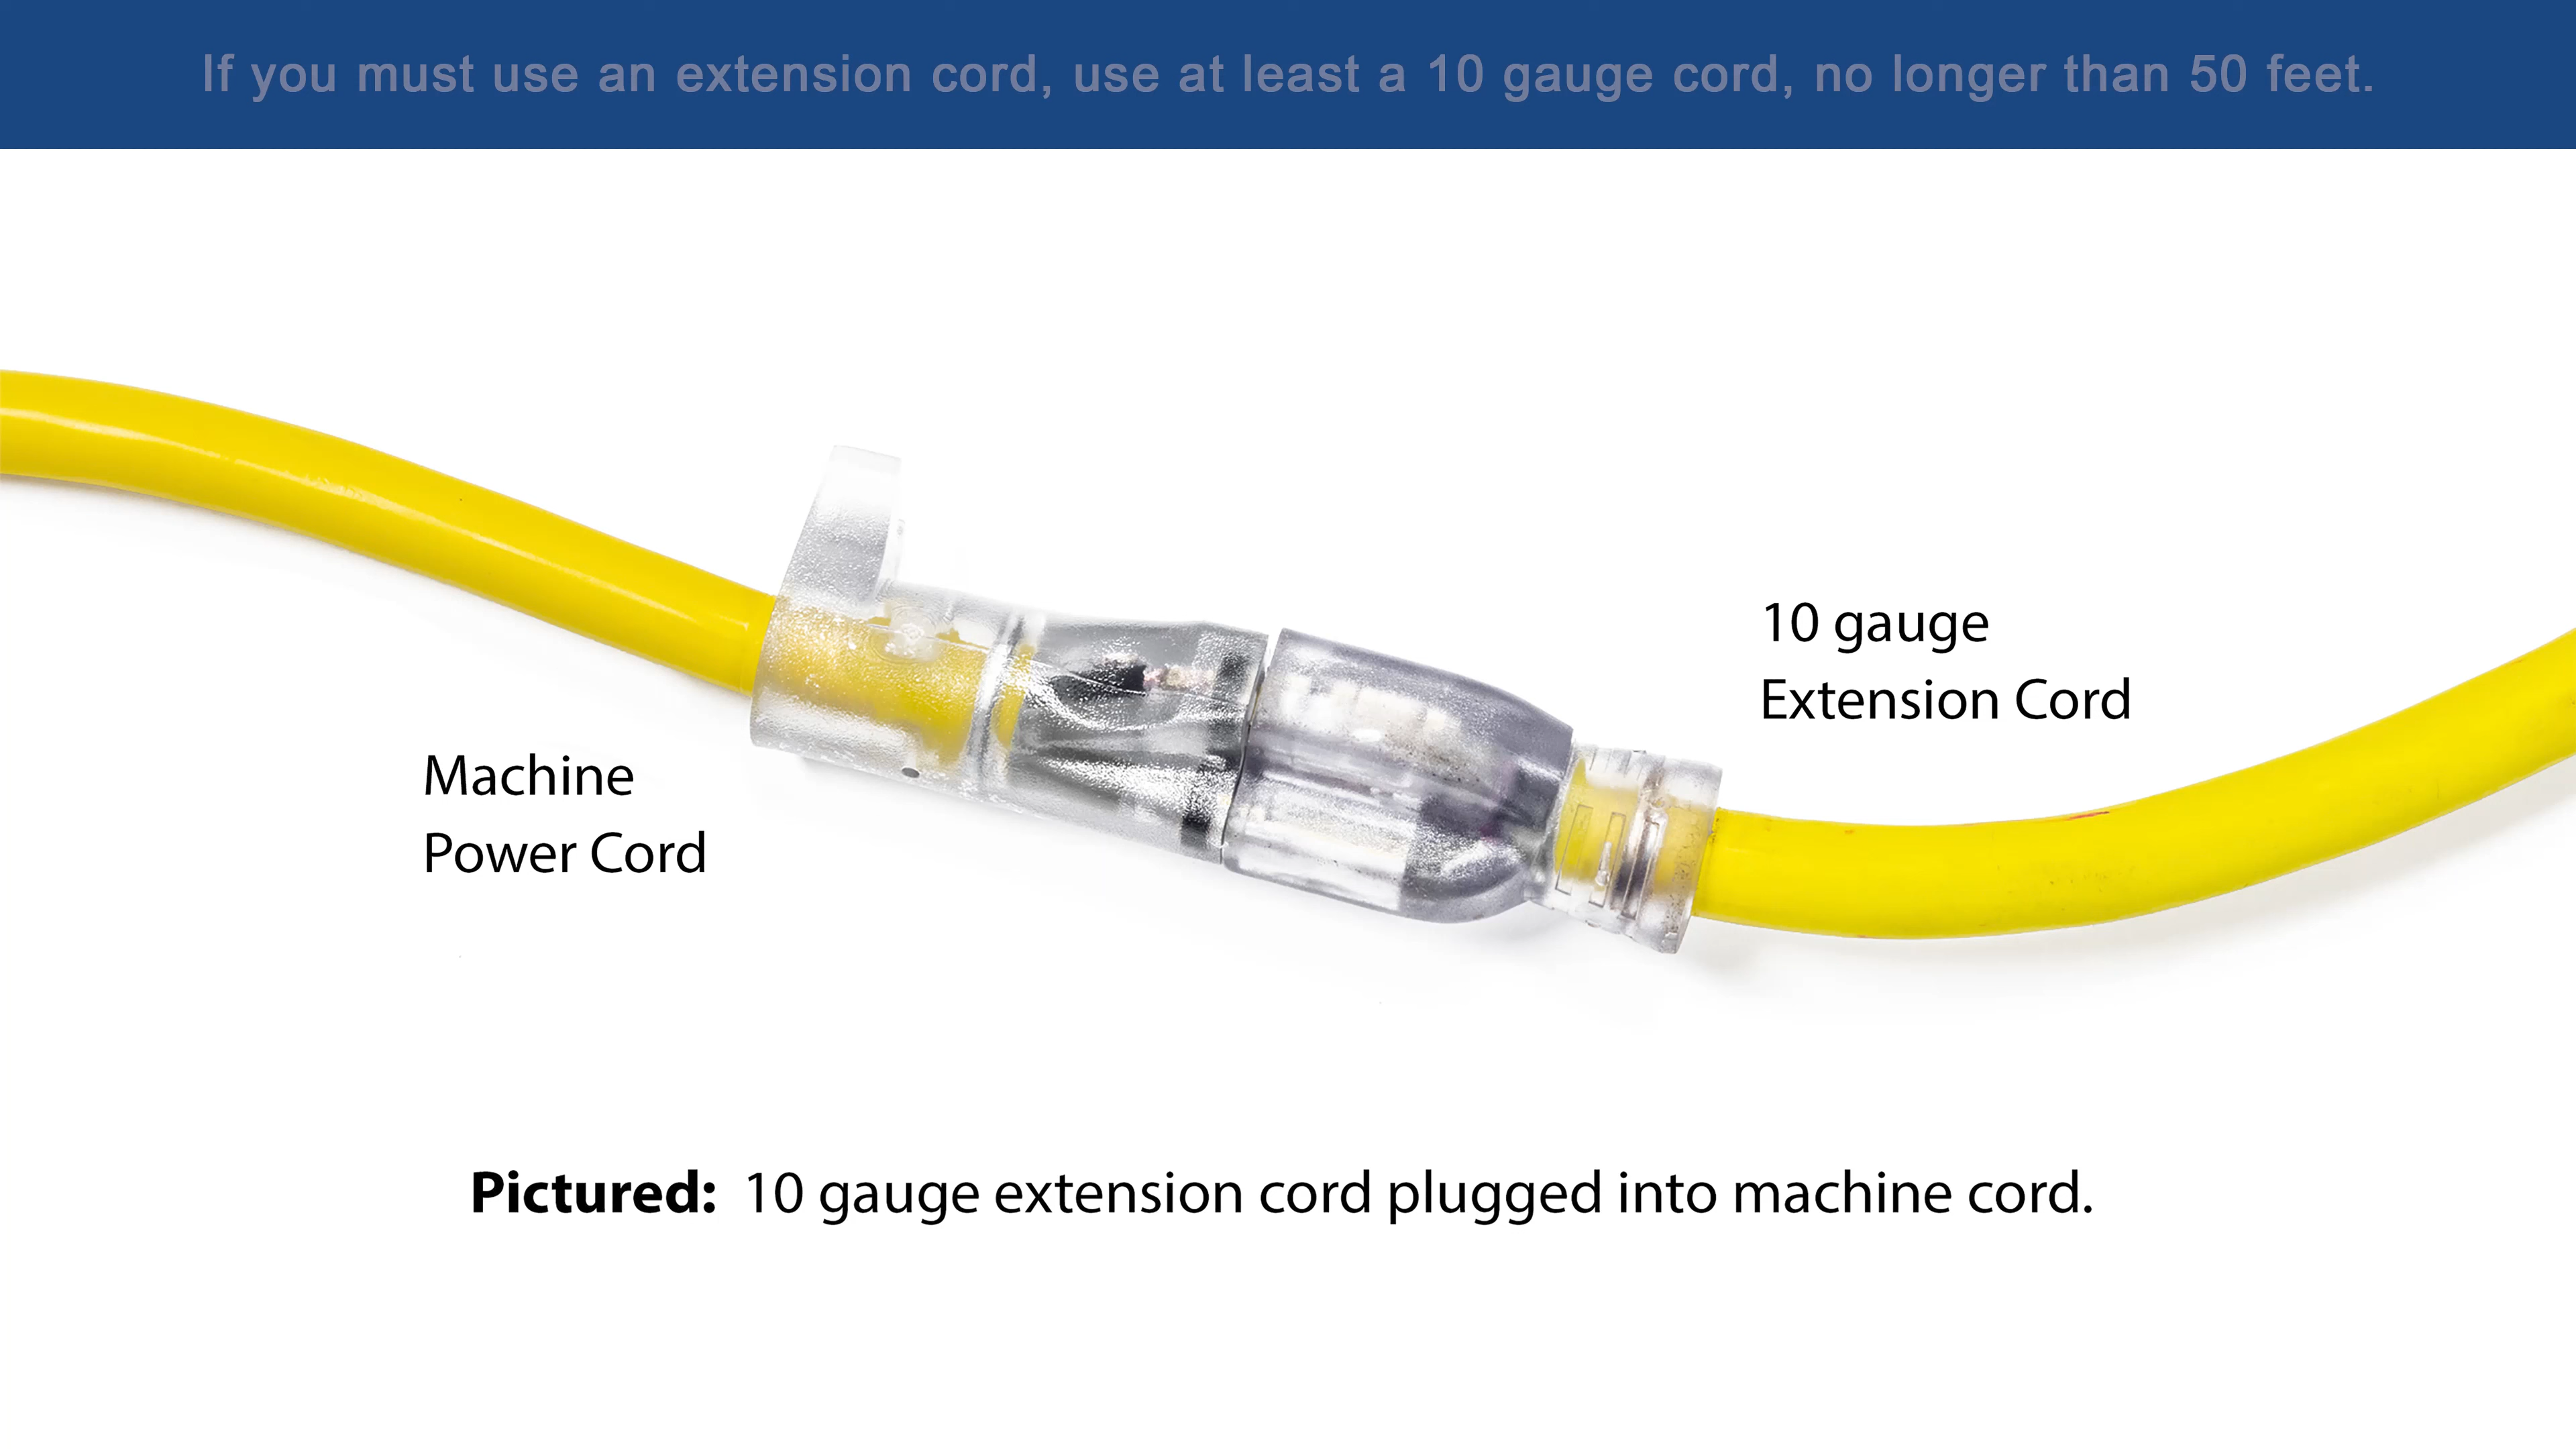 If you must use an extension cord, use at least a 10 gauge cord, no longer than 50 feet.
10 gauge
Extension Cord
Machine
Power Cord
Pictured: 10 gauge extension cord plugged into machine cord.